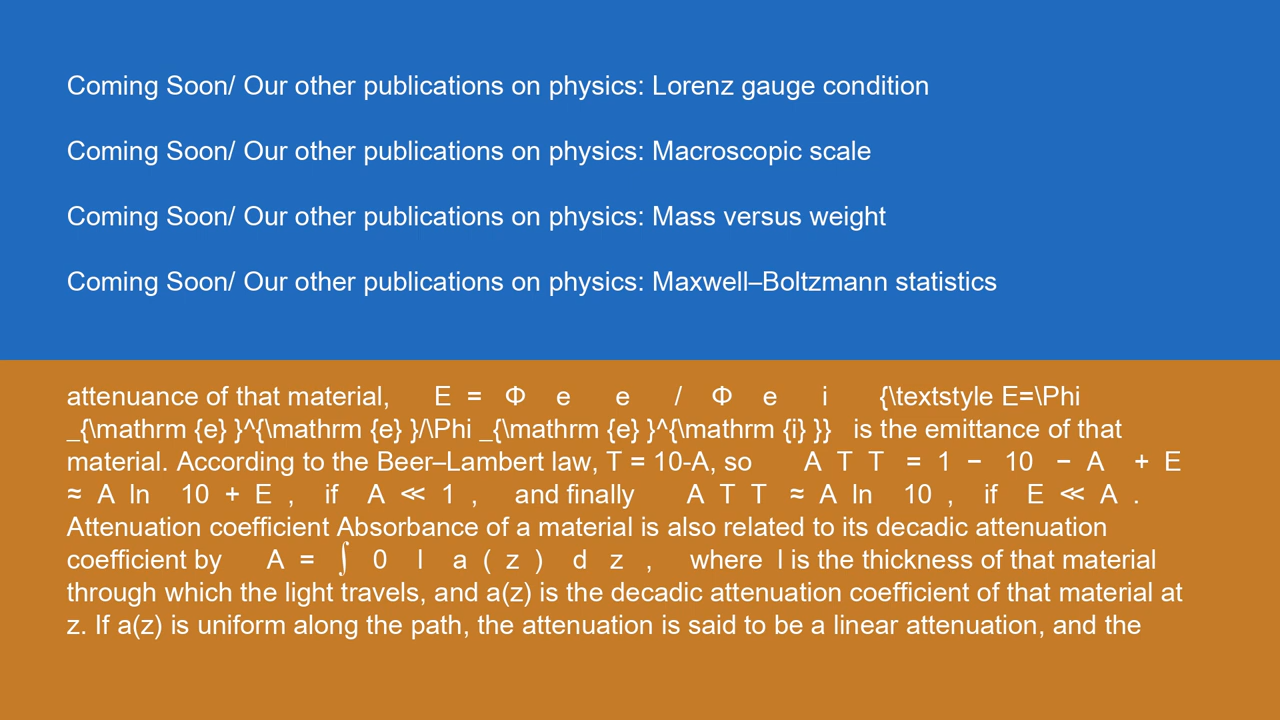 Coming Soon/ Our other publications on physics: Lorenz gauge condition
Coming Soon/ Our other publications on physics: Macroscopic scale
Coming Soon/ Our other publications on physics: Mass versus weight
Coming Soon/ Our other publications on physics: Maxwell–Boltzmann statistics
attenuance of that material, E = Φ e e / Φ e i {\textstyle E=\Phi
_{\mathrm {e} }^{\mathrm {e} }/\Phi _{\mathrm {e} }^{\mathrm {i} }} is the emittance of that
material. According to the Beer–Lambert law, T = 10-A, so A T T = 1 − 10 − A + E
≈ A ln 10 + E , if A ≪ 1 , and finally A T T ≈ A ln 10 , if E ≪ A .
Attenuation coefficient Absorbance of a material is also related to its decadic attenuation
coefficient by A = ∫ 0 l a ( z ) d z , where l is the thickness of that material
through which the light travels, and a(z) is the decadic attenuation coefficient of that material at
z. If a(z) is uniform along the path, the attenuation is said to be a linear attenuation, and the